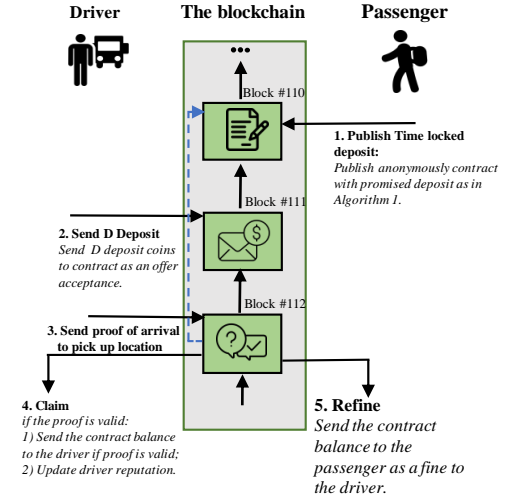 Driver
The blockchain
Passenger
•••
Block #110
1. Publish Time locked
deposit:
Publish anonymously contract
with promised deposit as in
Algorithm 1.
Block #111
$
2. Send D Deposit
Send D deposit coins
to contract as an offer
acceptance.
Block #112
3. Send proof of arrival
to pick up location
?
4. Claim
if the proof is valid:
1) Send the contract balance
to the driver if proof is valid;
2) Update driver reputation.
5. Refine
Send the contract
balance to the
passenger as a fine to
the driver.